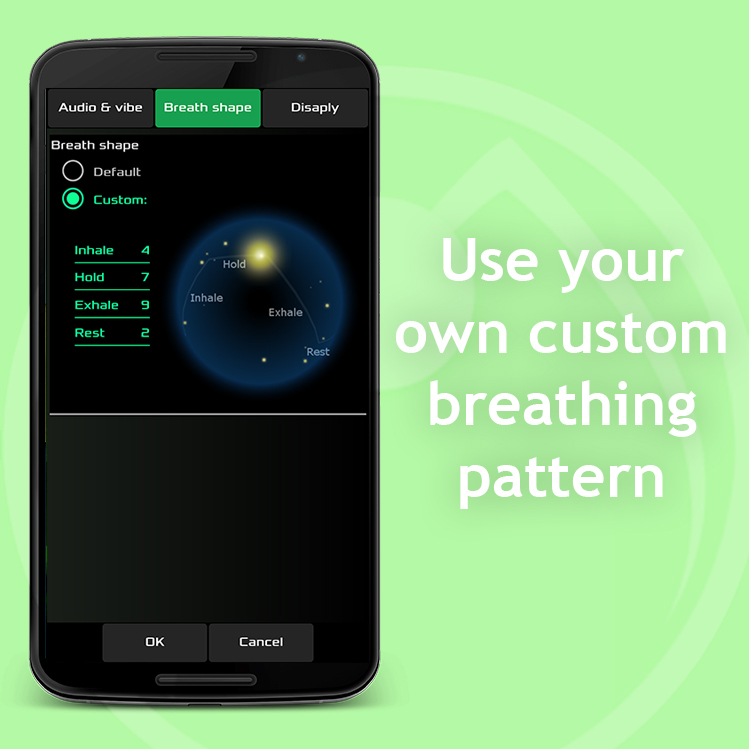 Audio & vibe Breath shape Disaply
Breath shape
Default
Custom:
Inhale 4
Hold 7
Exhale 9
Rest 2
Hold
Inhale
Exhale
Rest
OK Cancel
Use your
own custom
breathing
pattern